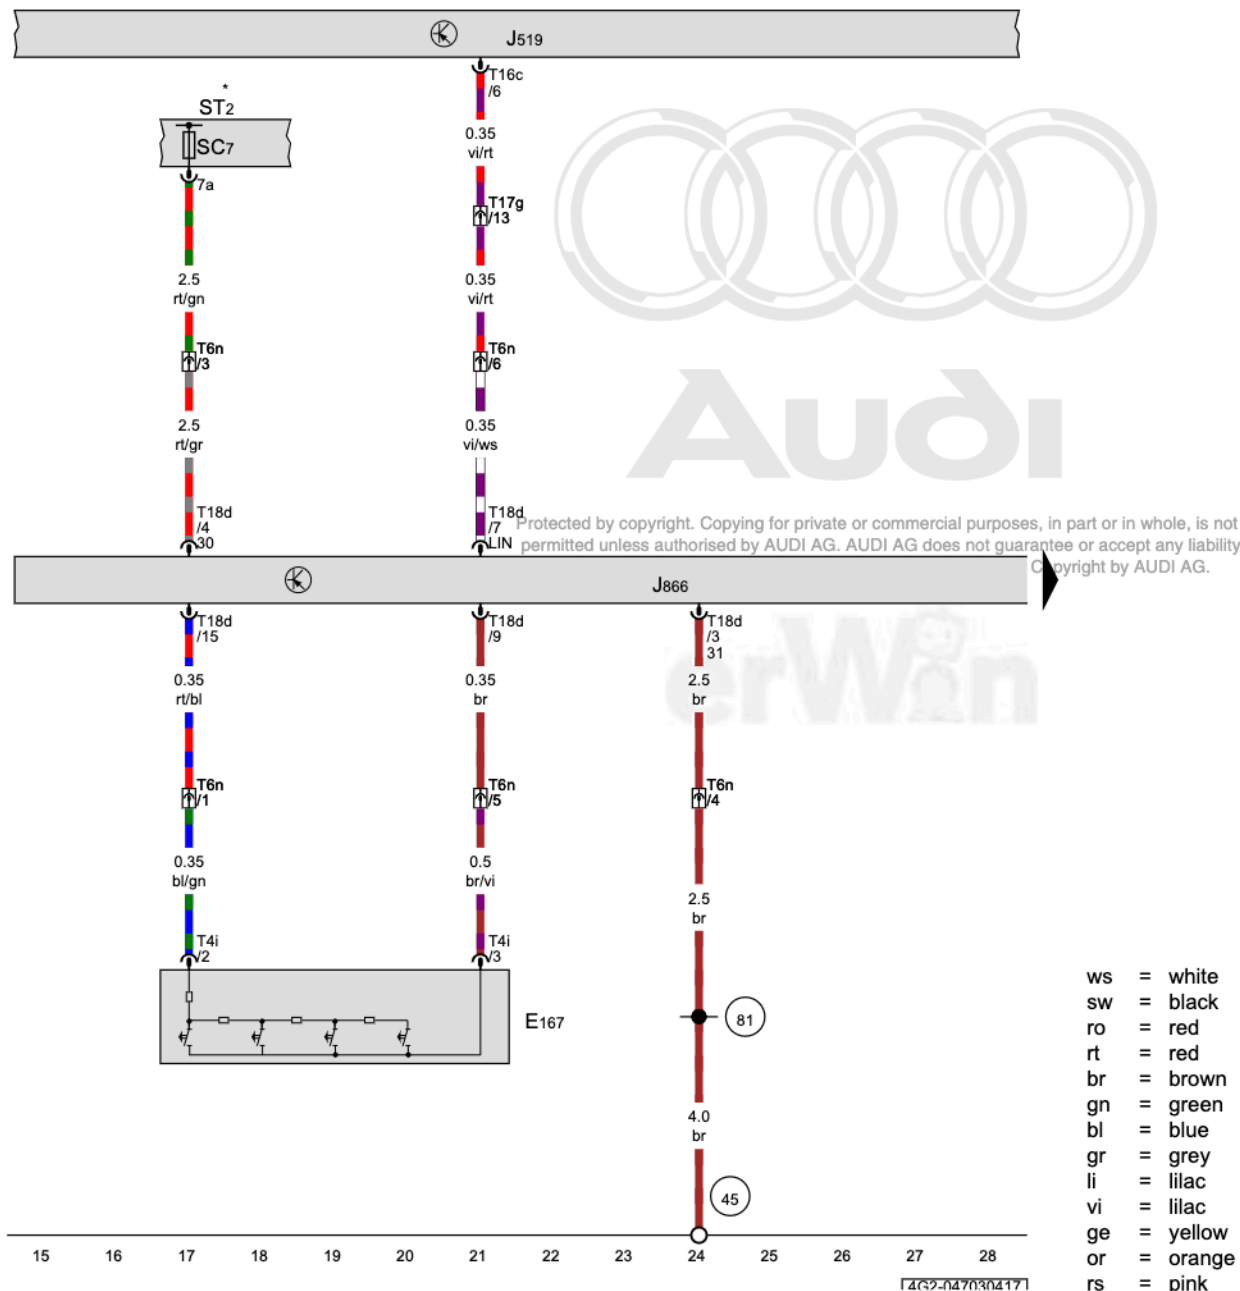 J519
T16c
/6
*
ST2
SC7
7a
0.35
vi/rt
T17g
/13
2.5
rt/gn
0.35
vi/rt
T6n
/3
T6n
/6
2.5
rt/gr
0.35
vi/ws
T18d
/4
30
T18d
/7
LIN
Audi
Protected by copyright. Copying for private or commercial purposes, in part or in whole, is not
permitted unless authorised by AUDI AG. AUDI AG does not guarantee or accept any liability
Copyright by AUDI AG.
J866
T18d
/15
T18d
/9
T18d
/3
31
erWin
0.35
rt/bl
0.35
br
2.5
br
T6n
/1
T6n
/5
T6n
/4
0.35
bl/gn
0.5
br/vi
2.5
br
T4i
/2
T4i
/3
E167
81
4.0
br
45
ws = white
sw = black
ro = red
rt = red
br = brown
gn = green
bl = blue
gr = grey
li = lilac
vi = lilac
ge = yellow
or = orange
rs = pink
15 16 17 18 19 20 21 22 23 24 25 26 27 28
4G2-047030417